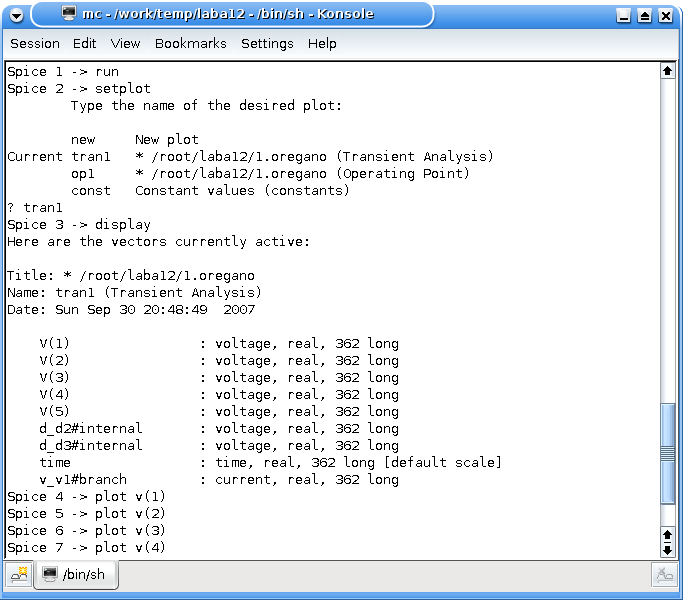 mc - /work/temp/laba12 - /bin/sh - Konsole
Session Edit View Bookmarks Settings Help
Spice 1 -> run
Spice 2 -> setplot
        Type the name of the desired plot:
        new     New plot
Current tran1   * /root/laba12/1.oregano (Transient Analysis)
        op1     * /root/laba12/1.oregano (Operating Point)
        const   Constant values (constants)
? tran1
Spice 3 -> display
Here are the vectors currently active:
Title: * /root/laba12/1.oregano
Name: tran1 (Transient Analysis)
Date: Sun Sep 30 20:48:49  2007
    V(1)                : voltage, real, 362 long
    V(2)                : voltage, real, 362 long
    V(3)                : voltage, real, 362 long
    V(4)                : voltage, real, 362 long
    V(5)                : voltage, real, 362 long
    d_d2#internal       : voltage, real, 362 long
    d_d3#internal       : voltage, real, 362 long
    time                : time, real, 362 long [default scale]
    v_v1#branch         : current, real, 362 long
Spice 4 -> plot v(1)
Spice 5 -> plot v(2)
Spice 6 -> plot v(3)
Spice 7 -> plot v(4)
/bin/sh